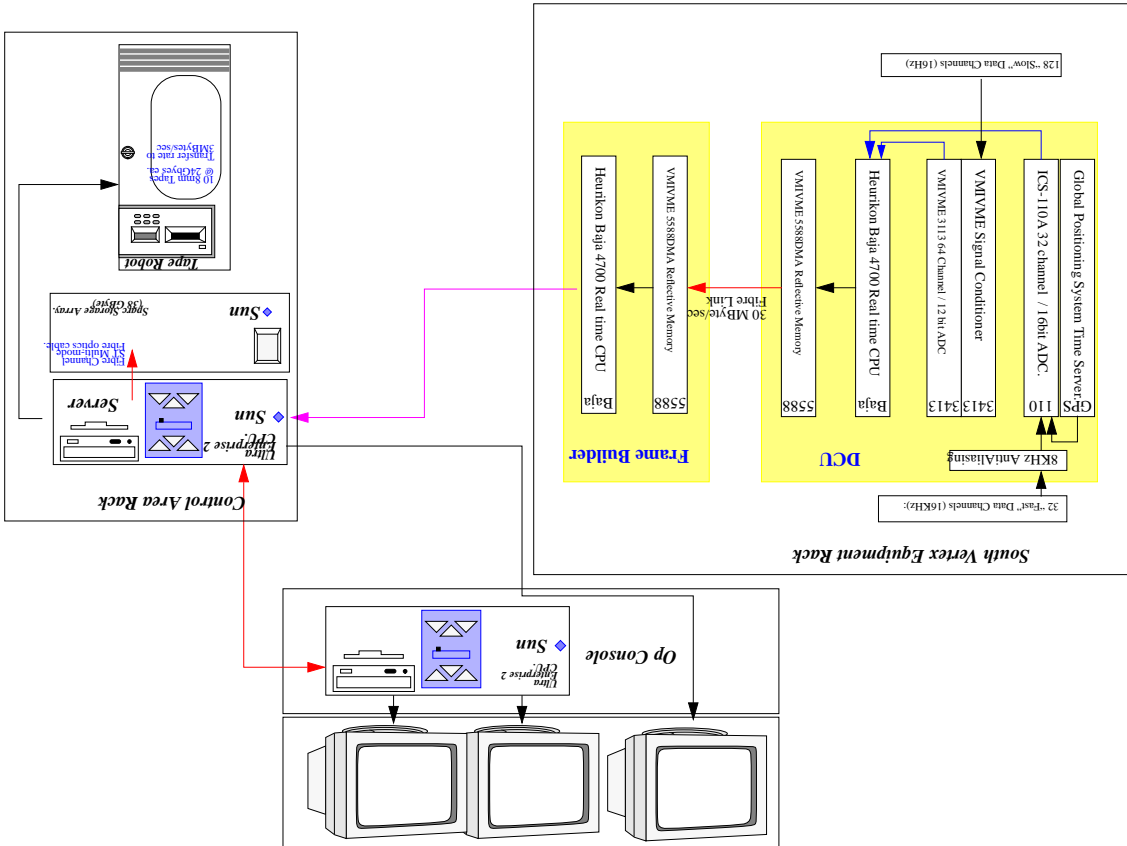 128 "Slow" Data Channels (16Hz)
Global Positioning System Time Server.
GPS
ICS-110A 32 channel / 16bit ADC.
110
VMIVME Signal Conditioner
3413
VMIVME 3113 64 Channel / 12 bit ADC
3413
Heurikon Baja 4700 Real time CPU
Baja
VMIVME 5588DMA Reflective Memory
5588
DCU
8KHz AntiAliasing
32 "Fast" Data Channels (16KHz):
South Vertex Equipment Rack
30 MByte/sec
Fibre Link
VMIVME 5588DMA Reflective Memory
5588
Heurikon Baja 4700 Real time CPU
Baja
Frame Builder
10 8mm Tapes
@ 24Gbyes ea.
Transfer rate to
3MBytes/sec
Tape Robot
Sun
Sparc Storage Array.
(38 GByte)
Fibre Channel
ST Multi-mode
Fibre optics cable.
Server
Sun
Ultra
Enterprise 2
CPU.
Control Area Rack
Op Console
Sun
Ultra
Enterprise 2
CPU.